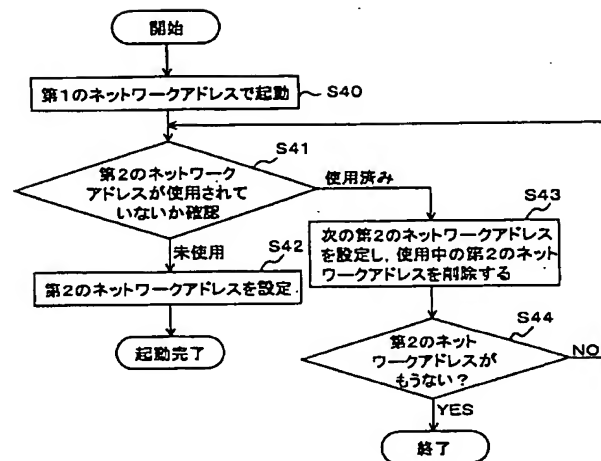 開始
第1のネットワークアドレスで起動
S40
第2のネットワーク
アドレスが使用されて
いないか確認
S41
使用済み
未使用
第2のネットワークアドレスを設定
S42
起動完了
次の第2のネットワークアドレス
を設定し,使用中の第2のネット
ワークアドレスを削除する
S43
第2のネット
ワークアドレスが
もうない?
S44
NO
YES
終了